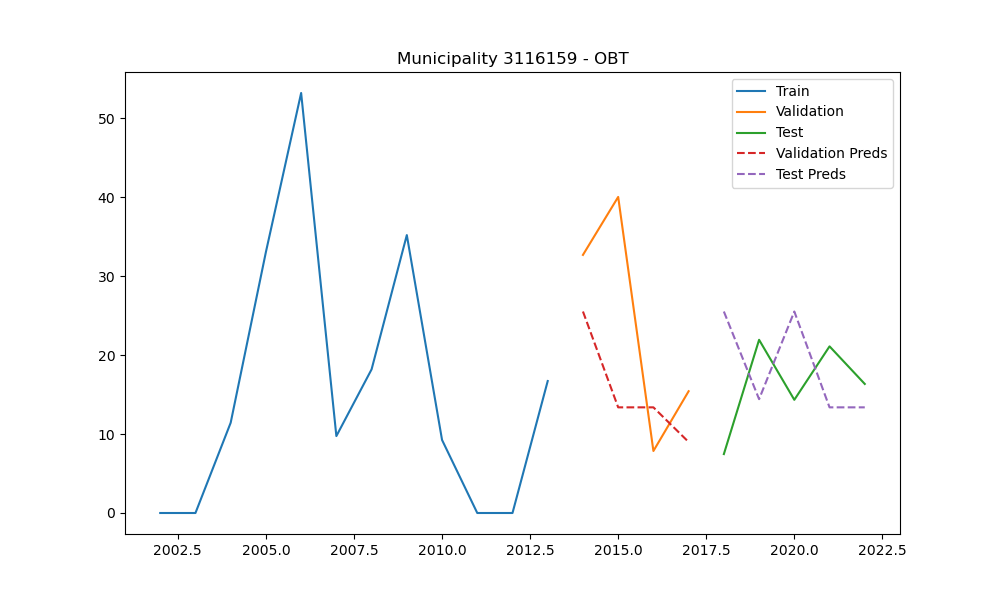 Municipality 3116159 - OBT
Train
Validation
Test
Validation Preds
Test Preds
50
40
30
20
10
0
2002.5 2005.0 2007.5 2010.0 2012.5 2015.0 2017.5 2020.0 2022.5